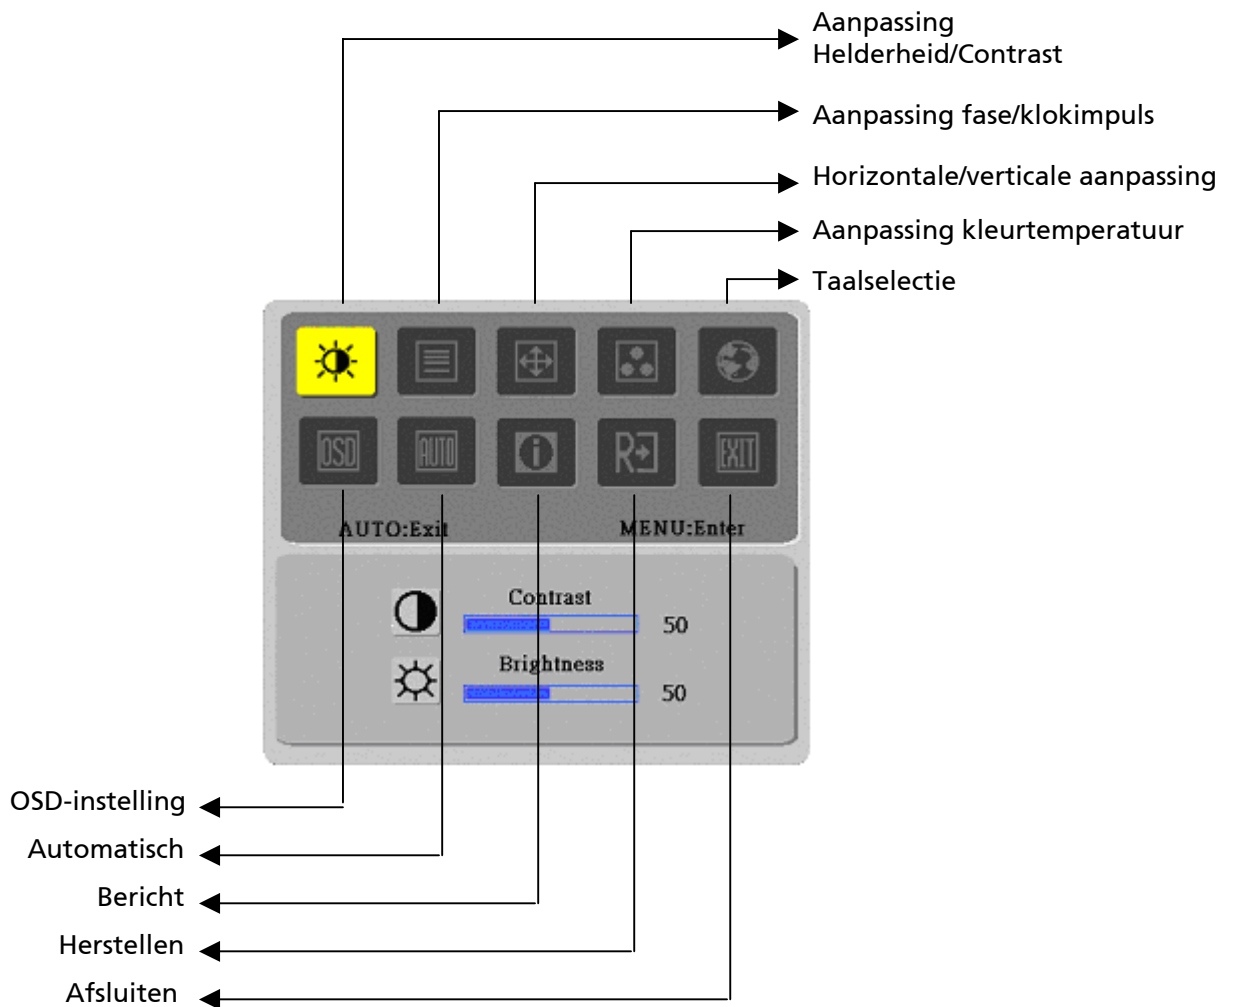 Aanpassing
Helderheid/Contrast
Aanpassing fase/klokimpuls
Horizontale/verticale aanpassing
Aanpassing kleurtemperatuur
Taalselectie
OSD AUTO i R EXIT
AUTO:Exit MENU:Enter
Contrast
50
Brightness
50
OSD-instelling
Automatisch
Bericht
Herstellen
Afsluiten